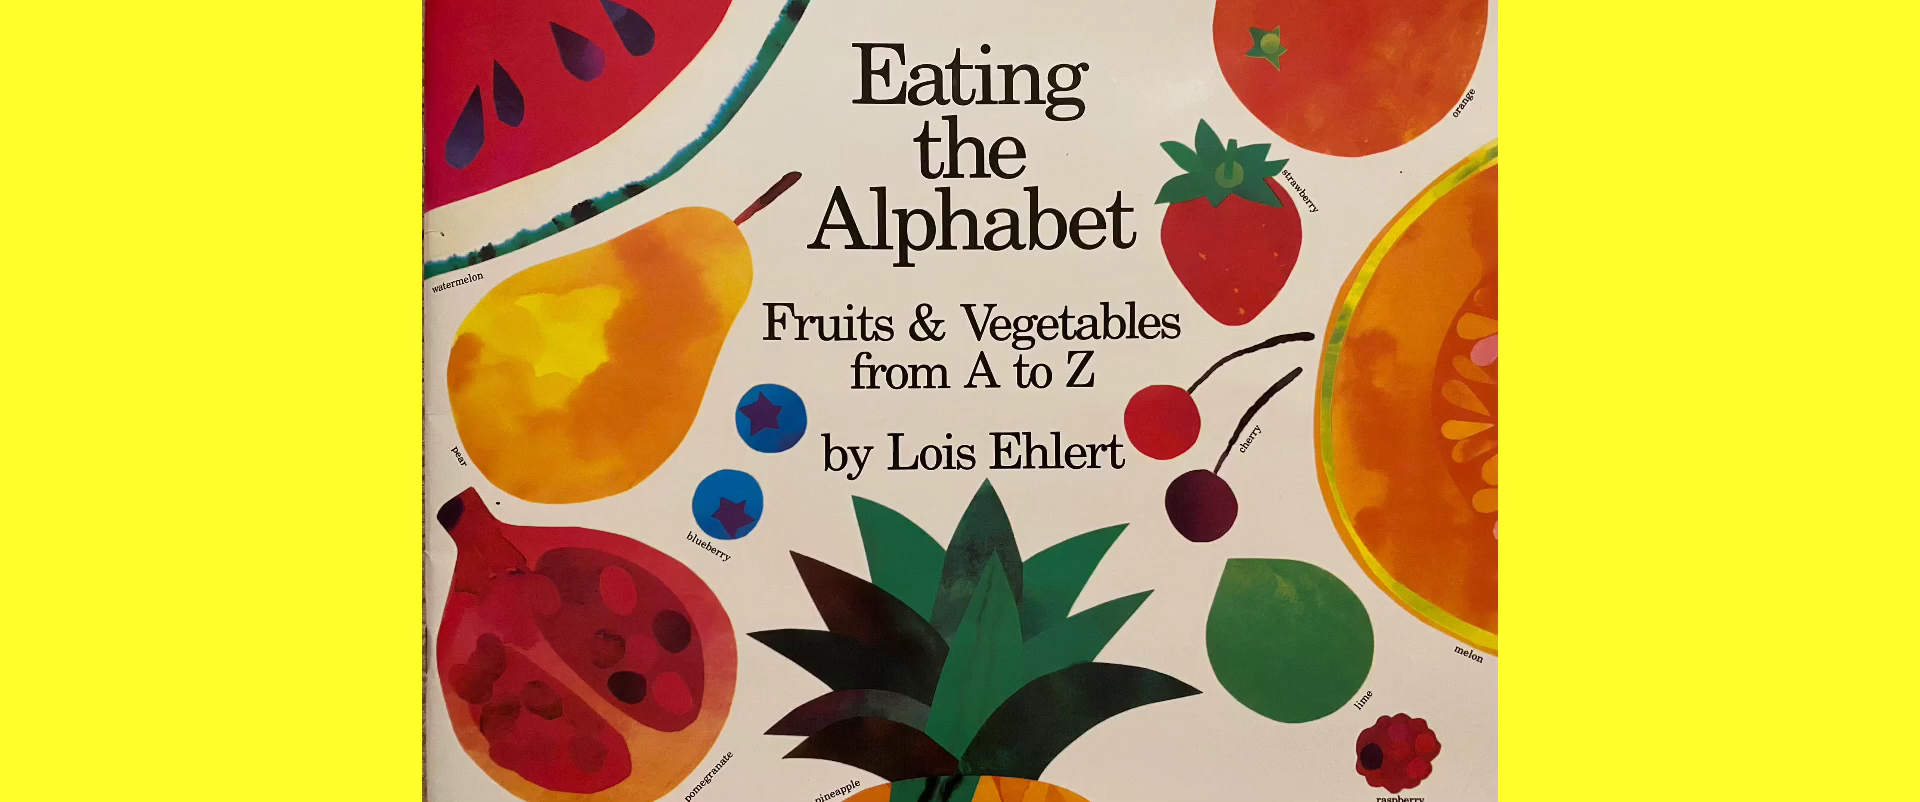 Eating
the
Alphabet
Fruits & Vegetables
from A to Z
by Lois Ehlert
orange
strawberry
watermelon
cherry
pear
blueberry
melon
lime
pomegranate
pineapple
raspberry